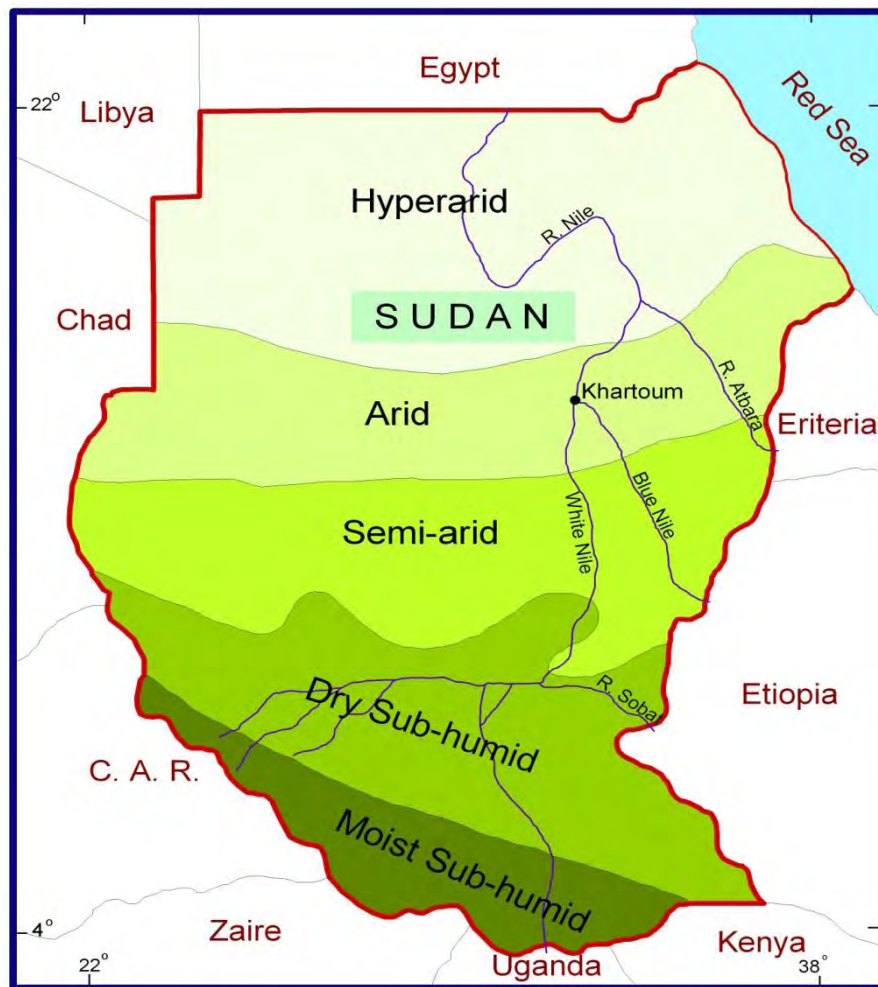 Egypt
22°
Libya
Red Sea
Hyperarid
R. Nile
SUDAN
Chad
Khartoum
R. Atbara
Arid
Eriteria
Blue Nile
White Nile
Semi-arid
R. Sobat
Dry Sub-humid
Etiopia
C. A. R.
Moist Sub-humid
4°
Zaire
Kenya
Uganda
22°
38°